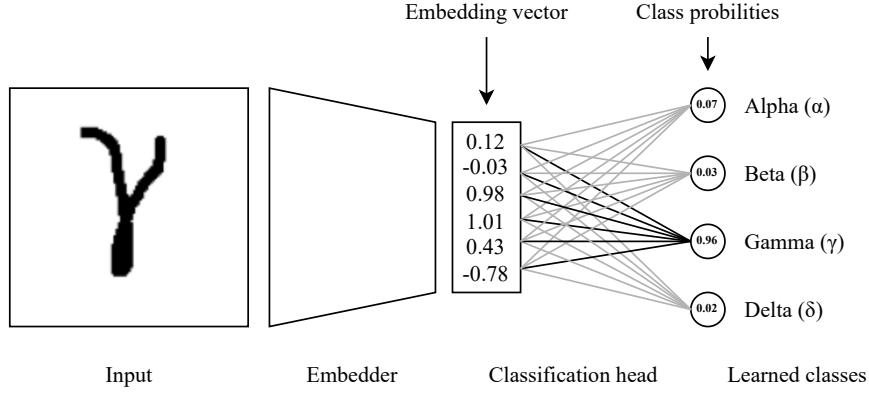 Embedding vector
Class probilities
γ
0.12
-0.03
0.98
1.01
0.43
-0.78
0.07
Alpha (α)
0.03
Beta (β)
0.96
Gamma (γ)
0.02
Delta (δ)
Input
Embedder
Classification head
Learned classes